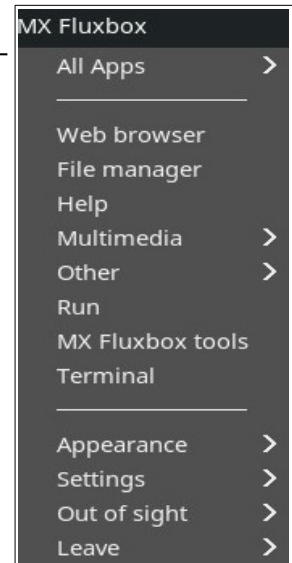 MX Fluxbox
All Apps
Web browser
File manager
Help
Multimedia
Other
Run
MX Fluxbox tools
Terminal
Appearance
Settings
Out of sight
Leave